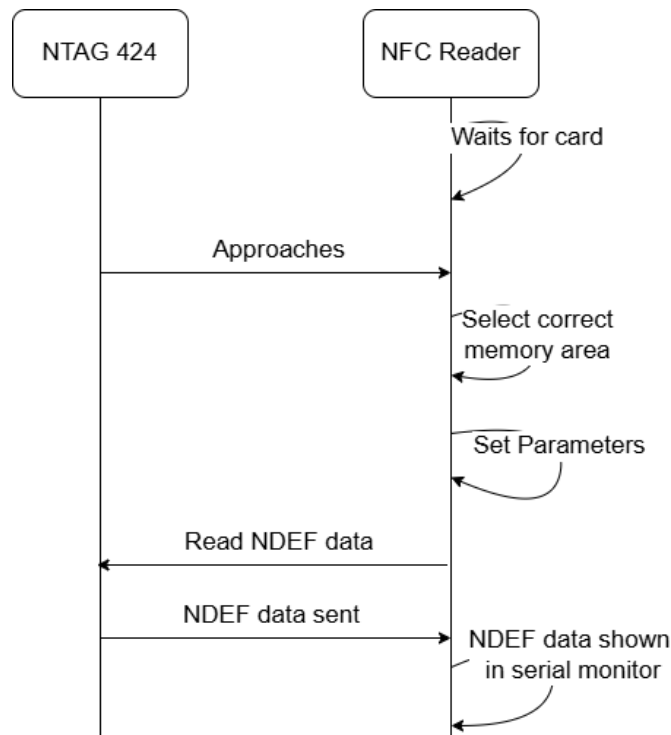 NTAG 424
NFC Reader
Waits for card
Approaches
Select correct
memory area
Set Parameters
Read NDEF data
NDEF data sent
NDEF data shown
in serial monitor